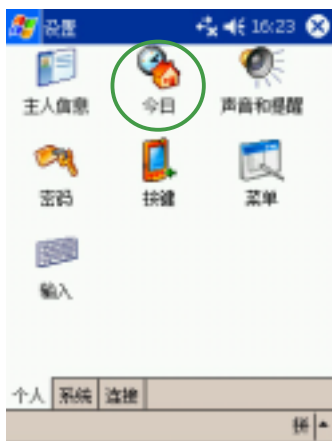 设置 16:23
主人信息 今日 声音和提醒
密码 按键 菜单
输入
个人 系统 连接
拼